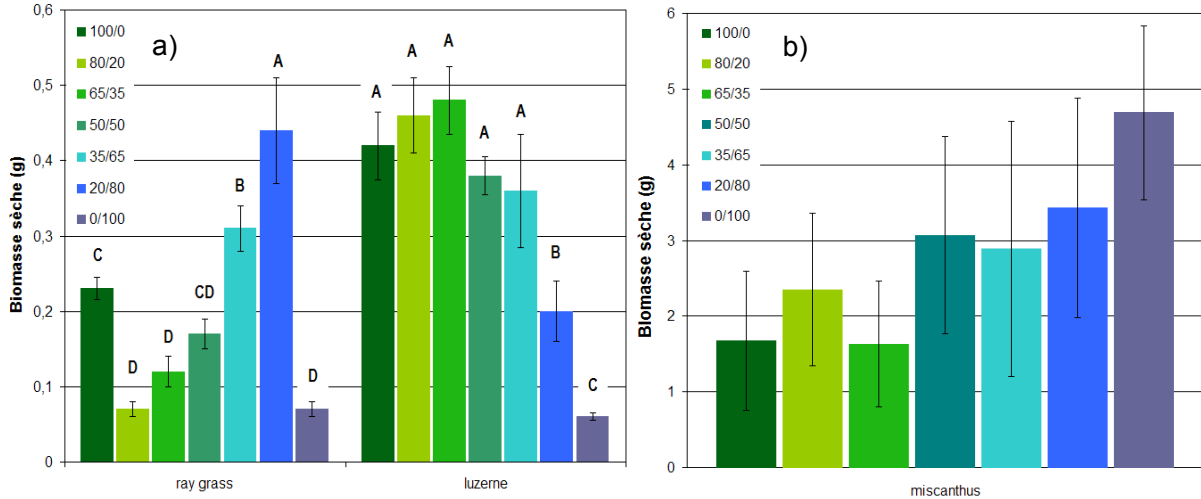 a)
Biomasse sèche (g)
0,6
0,5
0,4
0,3
0,2
0,1
0
100/0
80/20
65/35
50/50
35/65
20/80
0/100
C
D
D
CD
B
A
D
A
A
A
A
A
B
C
ray grass
luzerne
b)
Biomasse sèche (g)
6
5
4
3
2
1
0
100/0
80/20
65/35
50/50
35/65
20/80
0/100
miscanthus